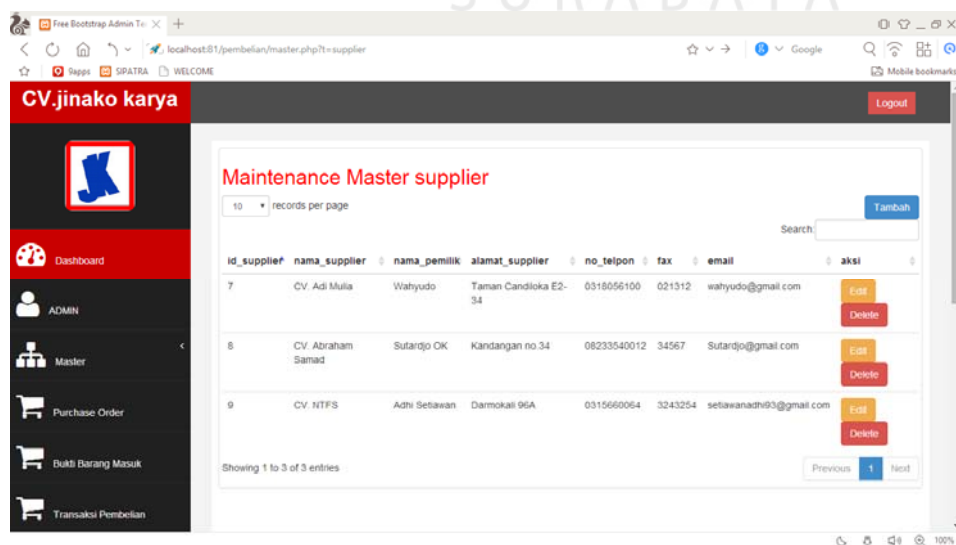 SURABAYA
Free Bootstrap Admin Te
localhost:81/pembelian/master.php?t=supplier
Google
9apps SIPATRA WELCOME
Mobile bookmarks
CV.jinako karya
Logout
JK
Maintenance Master supplier
10 records per page
Tambah
Search:
Dashboard
ADMIN
Master
Purchase Order
Bukti Barang Masuk
Transaksi Pembelian
id_supplier nama_supplier nama_pemilik alamat_supplier no_telpon fax email aksi
7 CV. Adi Mulia Wahyudo Taman Candiloka E2-34 0318056100 021312 wahyudo@gmail.com Edit
Delete
8 CV. Abraham Samad Sutardjo OK Kandangan no.34 08233540012 34567 Sutardjo@gmail.com Edit
Delete
9 CV. NTFS Adhi Setiawan Darmokali 96A 0315660064 3243254 setiawanadhi93@gmail.com Edit
Delete
Showing 1 to 3 of 3 entries
Previous 1 Next
100%